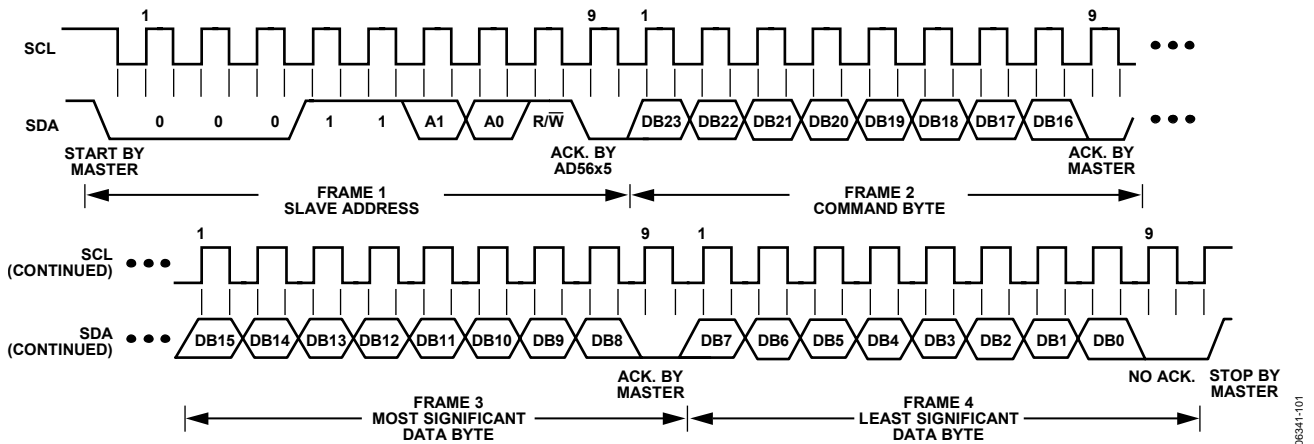 1 9 1 9
SCL
SDA
0 0 0 1 1 A1 A0 R/W̅ DB23 DB22 DB21 DB20 DB19 DB18 DB17 DB16
START BY
MASTER
ACK. BY
AD56x5
ACK. BY
MASTER
FRAME 1
SLAVE ADDRESS
FRAME 2
COMMAND BYTE
1 9 1 9
SCL
(CONTINUED)
SDA
(CONTINUED)
DB15 DB14 DB13 DB12 DB11 DB10 DB9 DB8 DB7 DB6 DB5 DB4 DB3 DB2 DB1 DB0
ACK. BY
MASTER
NO ACK.
STOP BY
MASTER
FRAME 3
MOST SIGNIFICANT
DATA BYTE
FRAME 4
LEAST SIGNIFICANT
DATA BYTE
06341-101